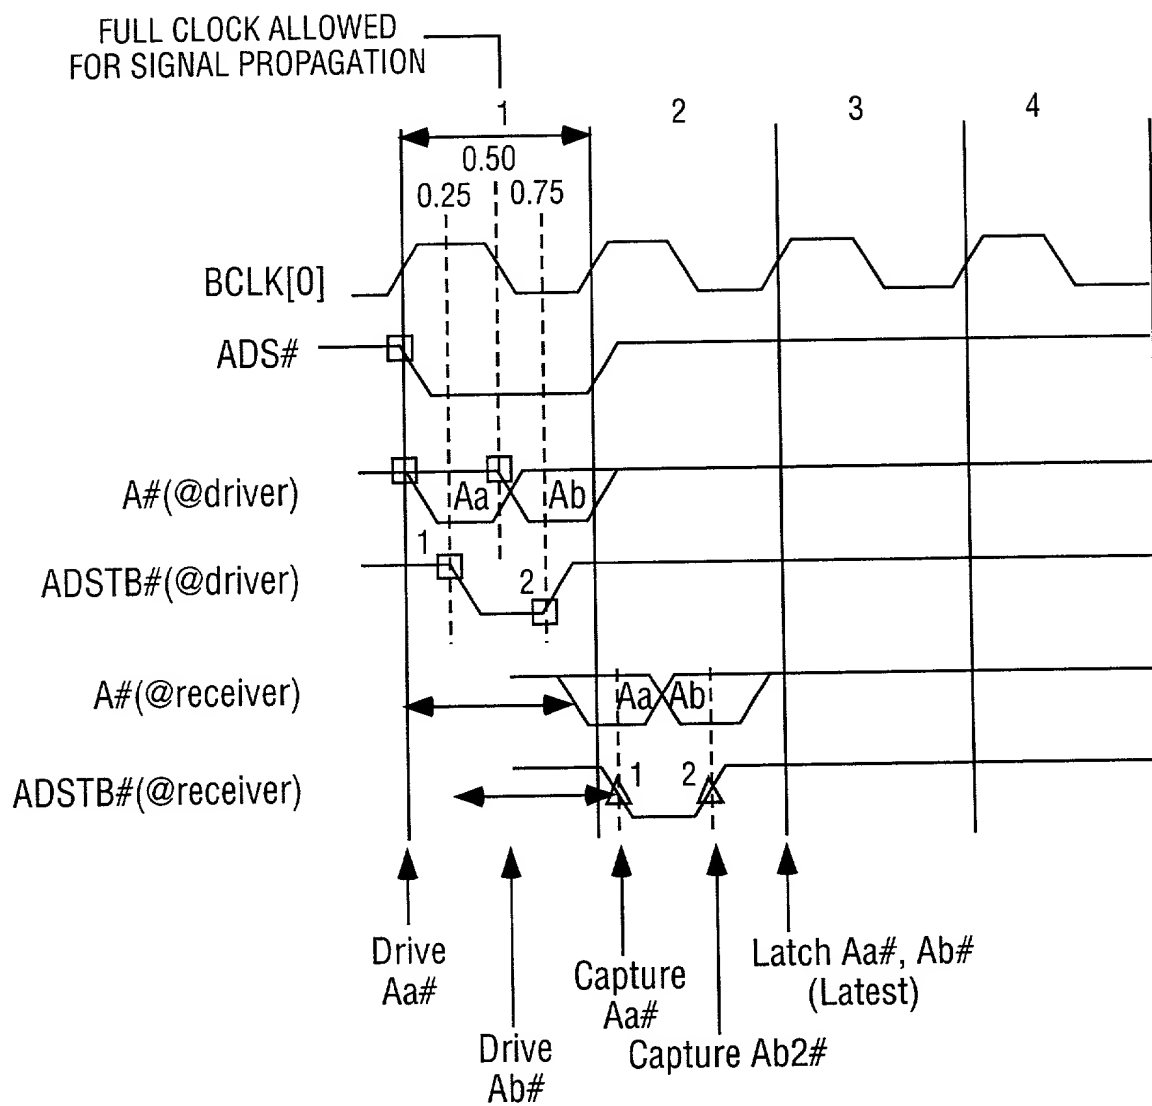 FULL CLOCK ALLOWED
FOR SIGNAL PROPAGATION
1 2 3 4
0.50
0.25 0.75
BCLK[0]
ADS#
A#(@driver) Aa Ab
1
ADSTB#(@driver) 2
A#(@receiver) Aa Ab
ADSTB#(@receiver) 1 2
Drive
Aa#
Drive
Ab#
Capture
Aa#
Capture Ab2#
Latch Aa#, Ab#
(Latest)